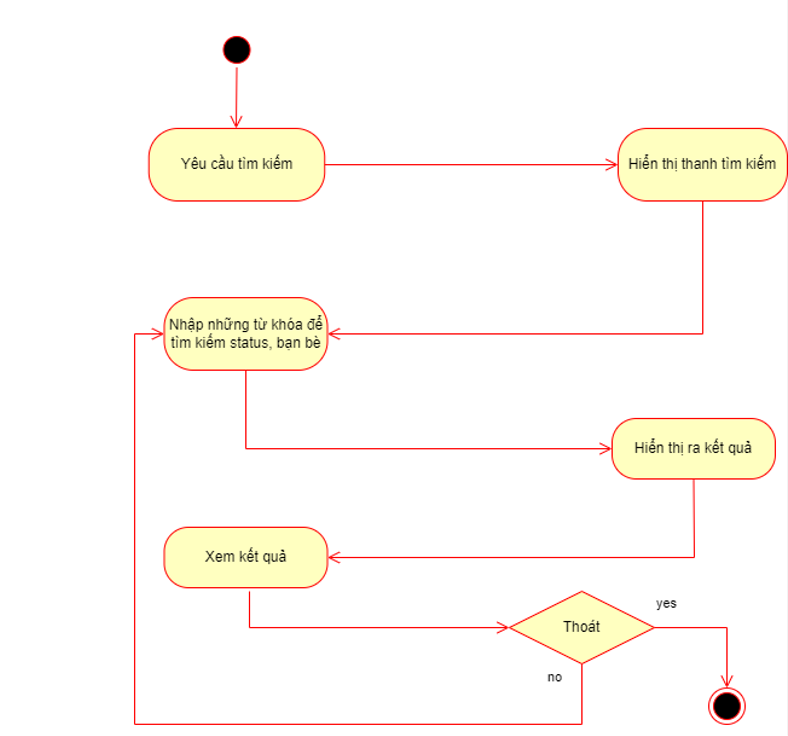 Yêu cầu tìm kiếm
Hiển thị thanh tìm kiếm
Nhập những từ khóa để
tìm kiếm status, bạn bè
Hiển thị ra kết quả
Xem kết quả
yes
Thoát
no